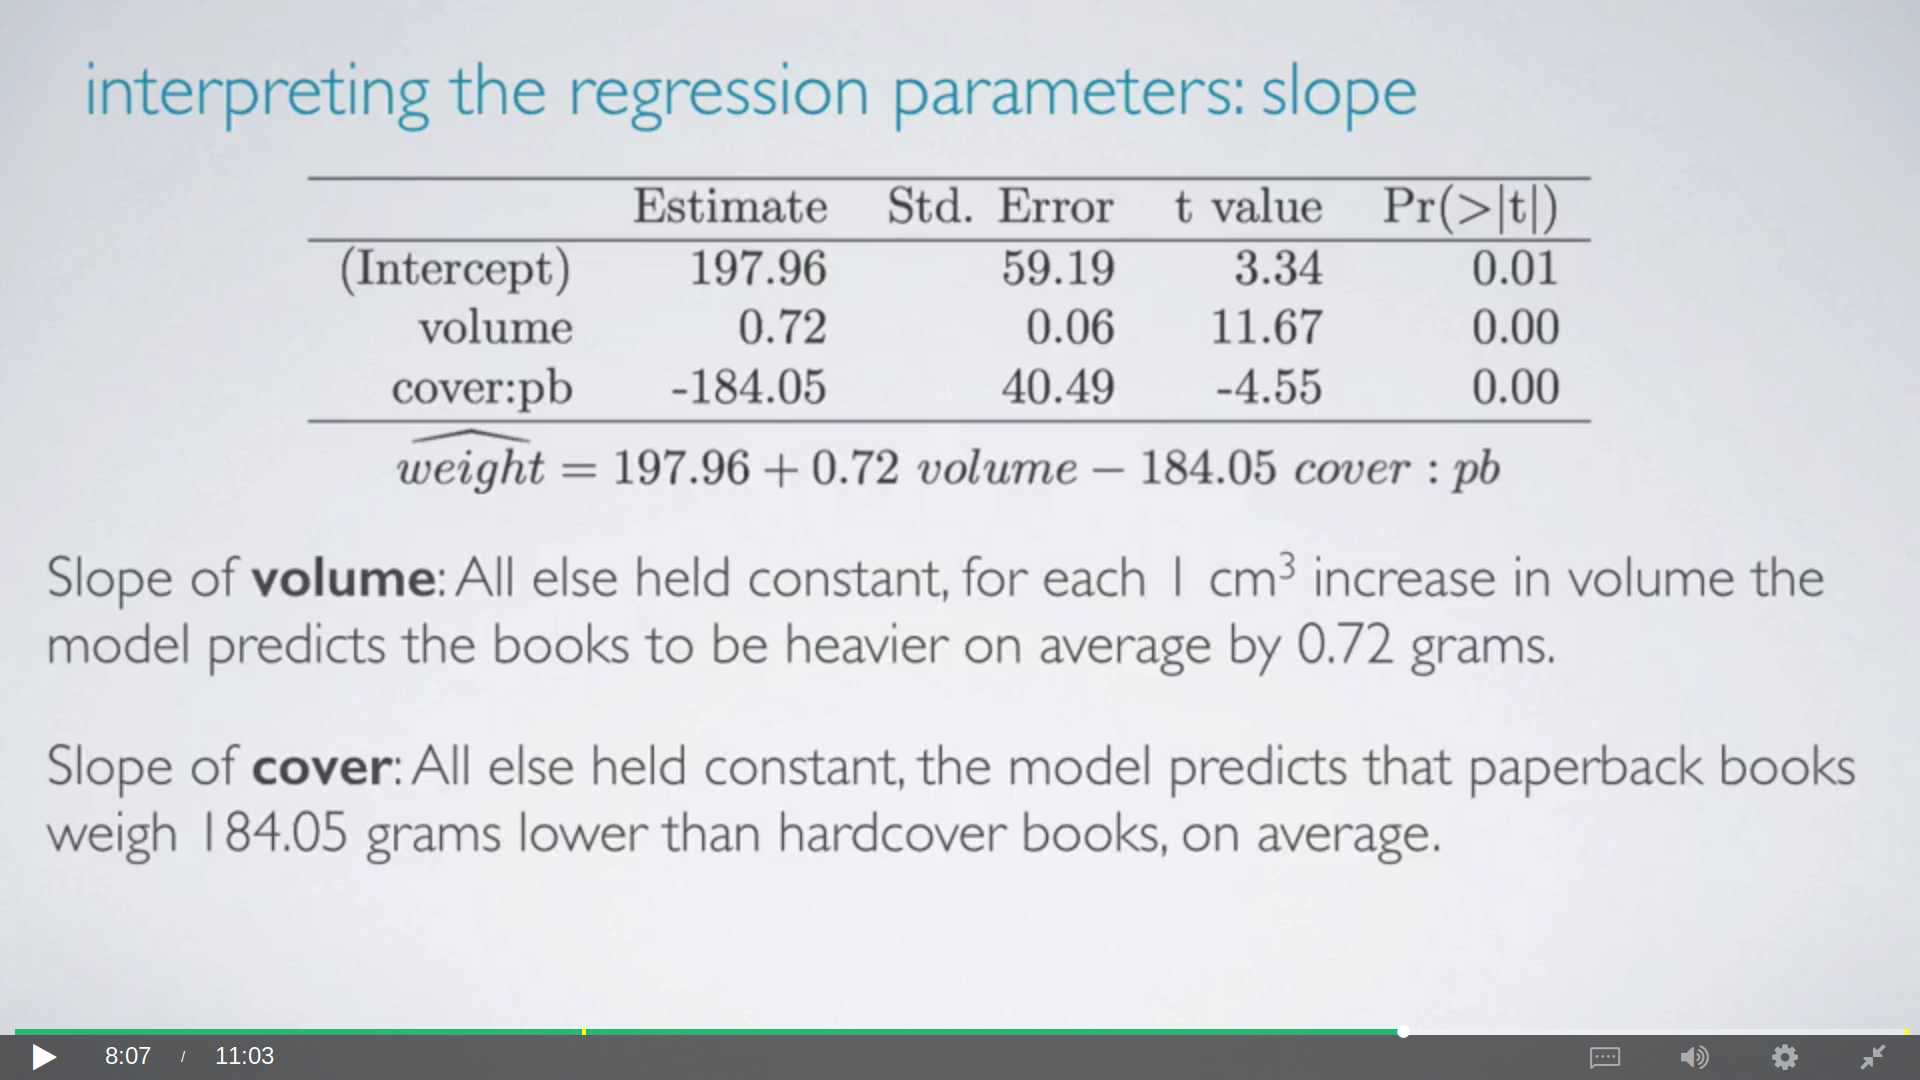 interpreting the regression parameters: slope
Estimate Std. Error t value Pr(>|t|)
(Intercept) 197.96 59.19 3.34 0.01
volume 0.72 0.06 11.67 0.00
cover:pb -184.05 40.49 -4.55 0.00
\widehat{weight} = 197.96 + 0.72 volume − 184.05 cover : pb
Slope of volume: All else held constant, for each 1 cm³ increase in volume the
model predicts the books to be heavier on average by 0.72 grams.
Slope of cover: All else held constant, the model predicts that paperback books
weigh 184.05 grams lower than hardcover books, on average.
8:07 / 11:03